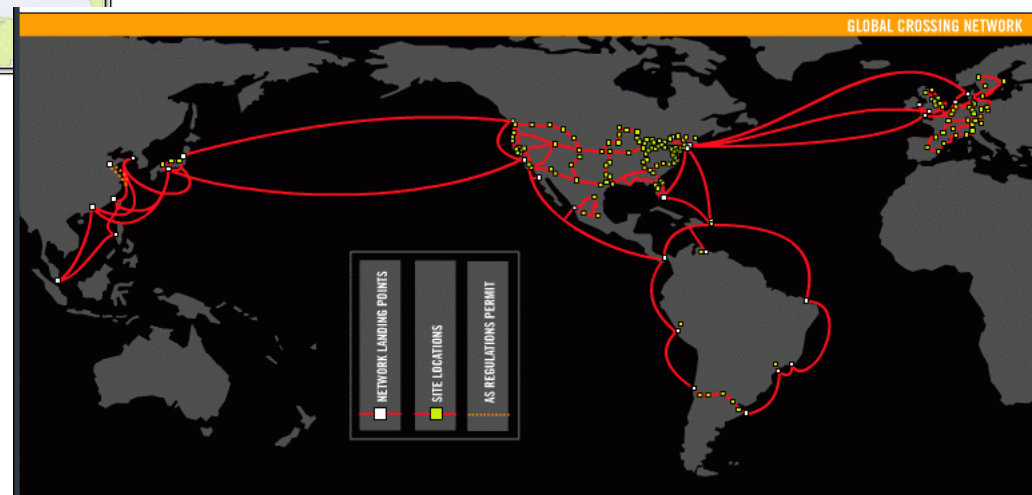 GLOBAL CROSSING NETWORK
NETWORK LANDING POINTS
SITE LOCATIONS
AS REGULATIONS PERMIT